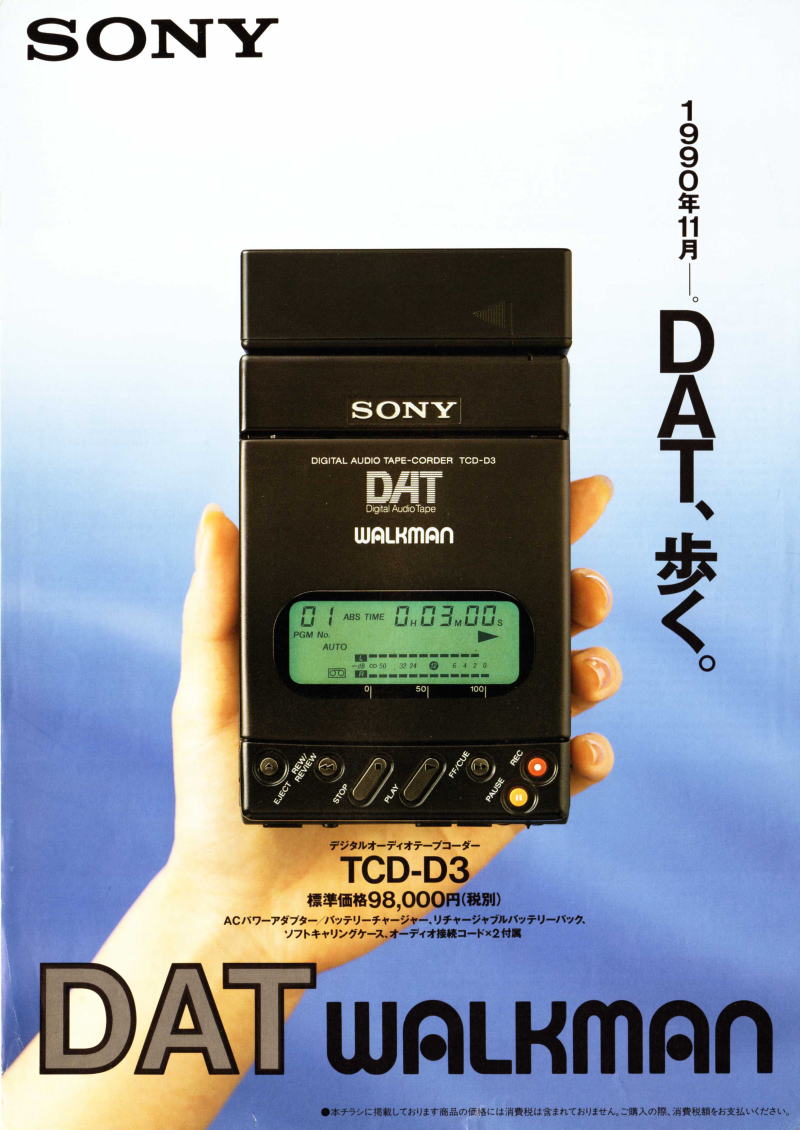 SONY
1990年11月──。
DAT、歩く。
SONY
DIGITAL AUDIO TAPE-CORDER TCD-D3
DAT
Digital Audio Tape
WALKMAN
01 ABS TIME 0H03M00S
PGM No.
AUTO
L
-dB ∞ 50 32 24 12 6 4 2 0
R
0 50 100
EJECT
REW/REVIEW
STOP
PLAY
FF/CUE
PAUSE
REC
デジタルオーディオテープコーダー
TCD-D3
標準価格98,000円(税別)
ACパワーアダプター/バッテリーチャージャー、リチャージャブルバッテリーパック、
ソフトキャリングケース、オーディオ接続コード×2付属
DAT WALKMAN
●本チラシに掲載しております商品の価格には消費税は含まれておりません。ご購入の際、消費税額をお支払いください。